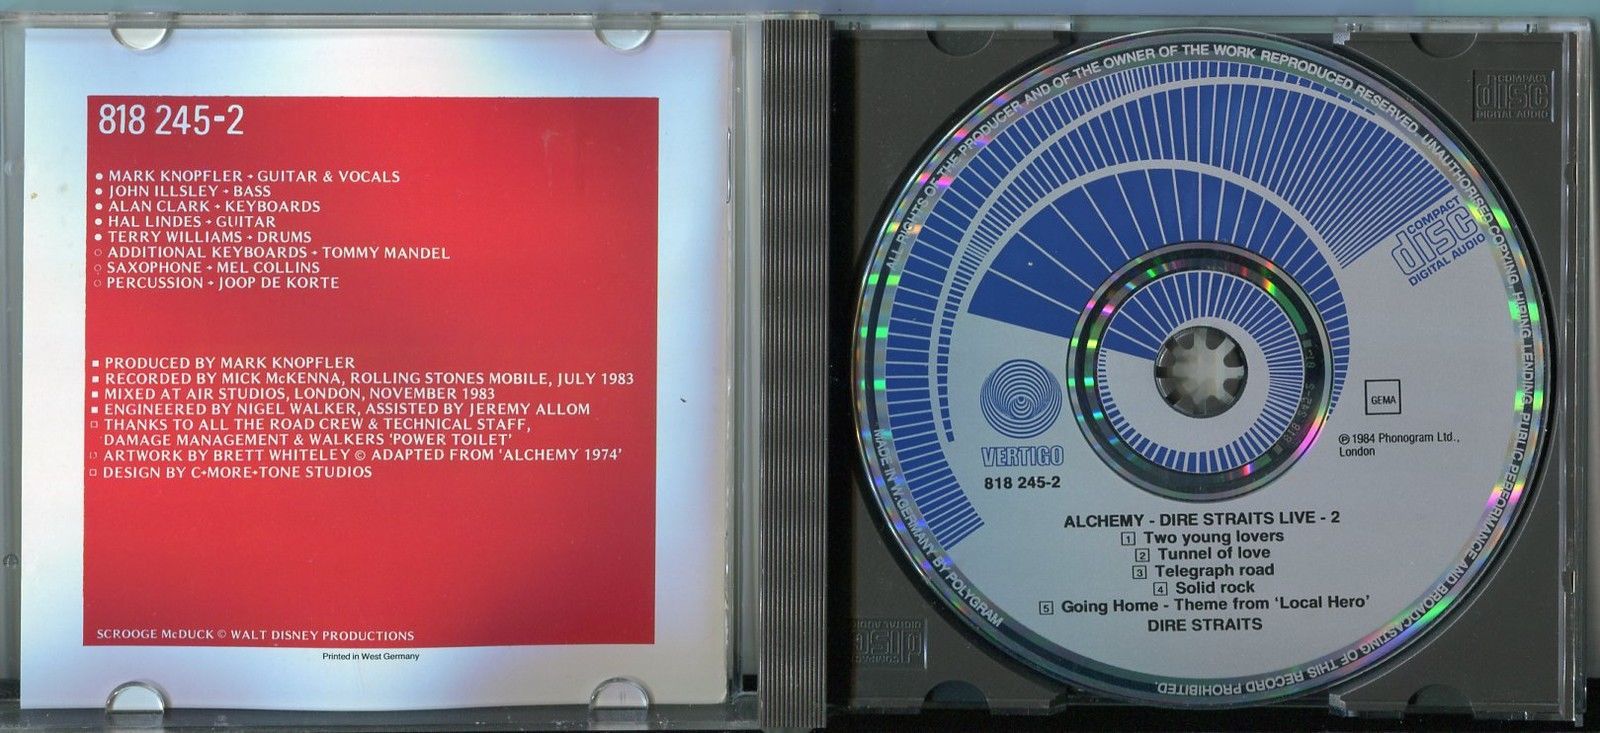 818 245-2
• MARK KNOPFLER + GUITAR & VOCALS
• JOHN ILLSLEY + BASS
• ALAN CLARK + KEYBOARDS
• HAL LINDES + GUITAR
• TERRY WILLIAMS + DRUMS
○ ADDITIONAL KEYBOARDS + TOMMY MANDEL
○ SAXOPHONE + MEL COLLINS
○ PERCUSSION + JOOP DE KORTE
■ PRODUCED BY MARK KNOPFLER
■ RECORDED BY MICK McKENNA, ROLLING STONES MOBILE, JULY 1983
■ MIXED AT AIR STUDIOS, LONDON, NOVEMBER 1983
■ ENGINEERED BY NIGEL WALKER, ASSISTED BY JEREMY ALLOM
□ THANKS TO ALL THE ROAD CREW & TECHNICAL STAFF,
DAMAGE MANAGEMENT & WALKERS 'POWER TOILET'
□ ARTWORK BY BRETT WHITELEY © ADAPTED FROM 'ALCHEMY 1974'
□ DESIGN BY C+MORE+TONE STUDIOS
SCROOGE McDUCK © WALT DISNEY PRODUCTIONS
Printed in West Germany
ALL RIGHTS OF THE PRODUCER AND OF THE OWNER OF THE WORK REPRODUCED RESERVED. UNAUTHORISED COPYING, HIRING, LENDING, PUBLIC PERFORMANCE AND BROADCASTING OF THIS RECORD PROHIBITED.
MADE IN W. GERMANY BY POLYGRAM
COMPACT
disc
DIGITAL AUDIO
COMPACT
disc
DIGITAL AUDIO
VERTIGO
818 245-2
GEMA
℗ 1984 Phonogram Ltd.,
London
ALCHEMY - DIRE STRAITS LIVE - 2
1 Two young lovers
2 Tunnel of love
3 Telegraph road
4 Solid rock
5 Going Home - Theme from 'Local Hero'
DIRE STRAITS
COMPACT
disc
DIGITAL AUDIO